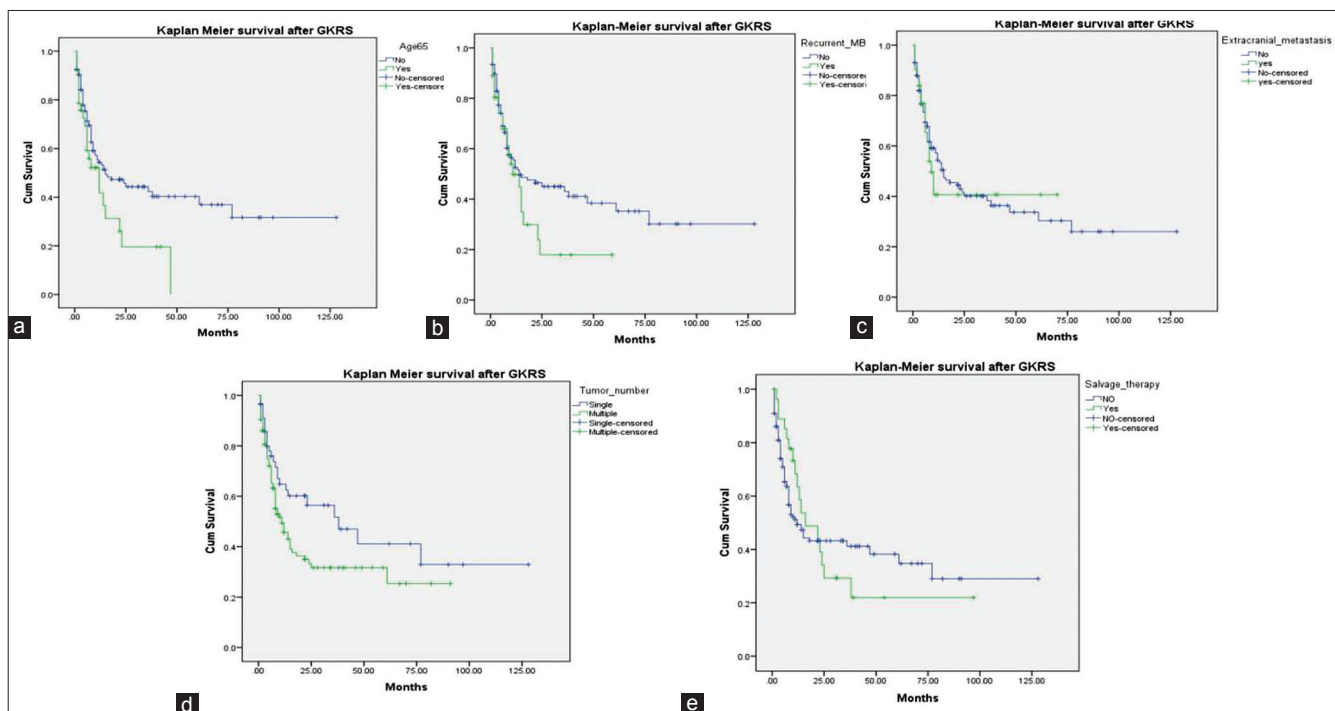 Kaplan Meier survival after GKRS
Age65
No
Yes
No-censored
Yes-censore
Cum Survival
1.0
0.8
0.6
0.4
0.2
0.0
.00 25.00 50.00 75.00 100.00 125.00
Months
a
Kaplan-Meier survival after GKRS
Recurrent_MB
No
Yes
No-censored
Yes-censor
Cum Survival
1.0
0.8
0.6
0.4
0.2
0.0
.00 25.00 50.00 75.00 100.00 125.00
Months
b
Kaplan-Meier survival after GKRS
Extracranial_metastasis
No
yes
No-censored
yes-censored
Cum Survival
1.0
0.8
0.6
0.4
0.2
0.0
.00 25.00 50.00 75.00 100.00 125.00
Months
c
Kaplan Meier survival after GKRS
Tumor_number
Single
Multiple
Single-censored
Multiple-censored
Cum Survival
1.0
0.8
0.6
0.4
0.2
0.0
.00 25.00 50.00 75.00 100.00 125.00
Months
d
Kaplan-Meier survival after GKRS
Salvage_therapy
NO
Yes
NO-censored
Yes-censored
Cum Survival
1.0
0.8
0.6
0.4
0.2
0.0
.00 25.00 50.00 75.00 100.00 125.00
Months
e